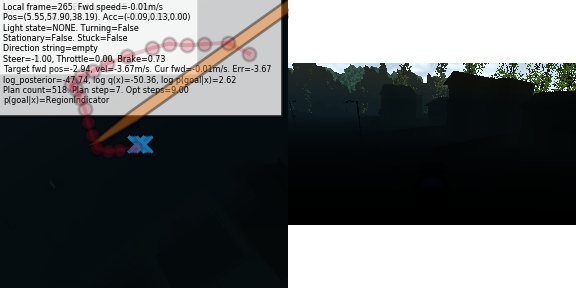 Local frame=265: Fwd speed=-0.01m/s
Pos=(5.55,57.90,38.19). Acc=(-0.09,0.13,0.00)
Light state=NONE. Turning=False
Stationary=False. Stuck=False
Direction string=empty
Steer=-1.00, Throttle=0.00, Brake=0.73
Target fwd pos=-2.94, vel=-3.67m/s. Cur fwd=-0.01m/s. Err=-3.67
log_posterior=-47.74, log q(x)=-50.36, log p(goal|x)=2.62
Plan count=518. Plan step=7. Opt steps=9.00
p(goal|x)=RegionIndicator